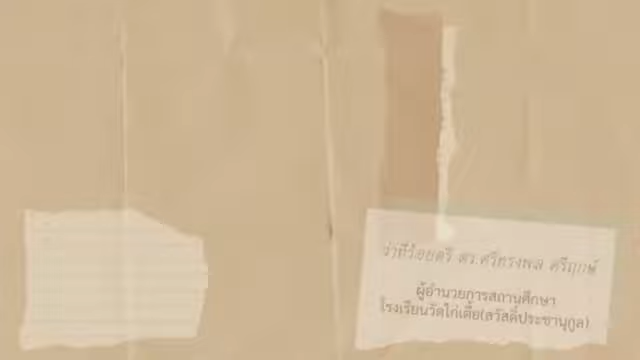 ว่าที่ร้อยตรี ดร.ศรีทรงพล ศรีฤกษ์
ผู้อำนวยการสถานศึกษา
โรงเรียนวัดไก่เตี้ย(สวัสดิ์ประชานุกูล)